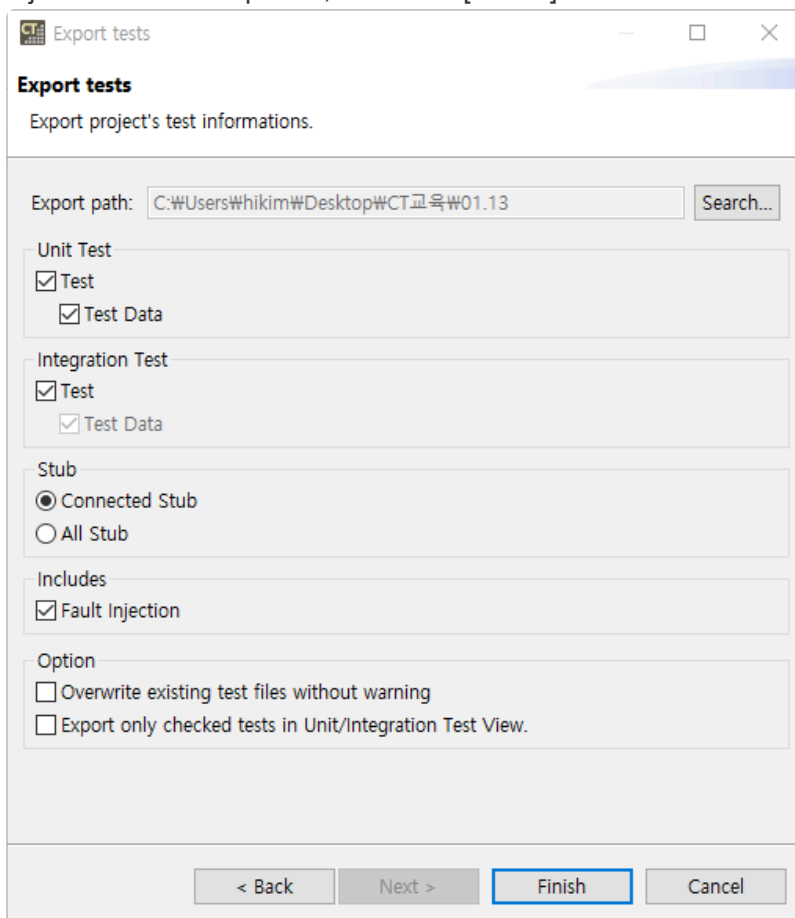 CT Export tests
Export tests
Export project's test informations.
Export path: C:₩Users₩hikim₩Desktop₩CT교육₩01.13 Search...
Unit Test
Test
Test Data
Integration Test
Test
Test Data
Stub
Connected Stub
All Stub
Includes
Fault Injection
Option
Overwrite existing test files without warning
Export only checked tests in Unit/Integration Test View.
< Back Next > Finish Cancel